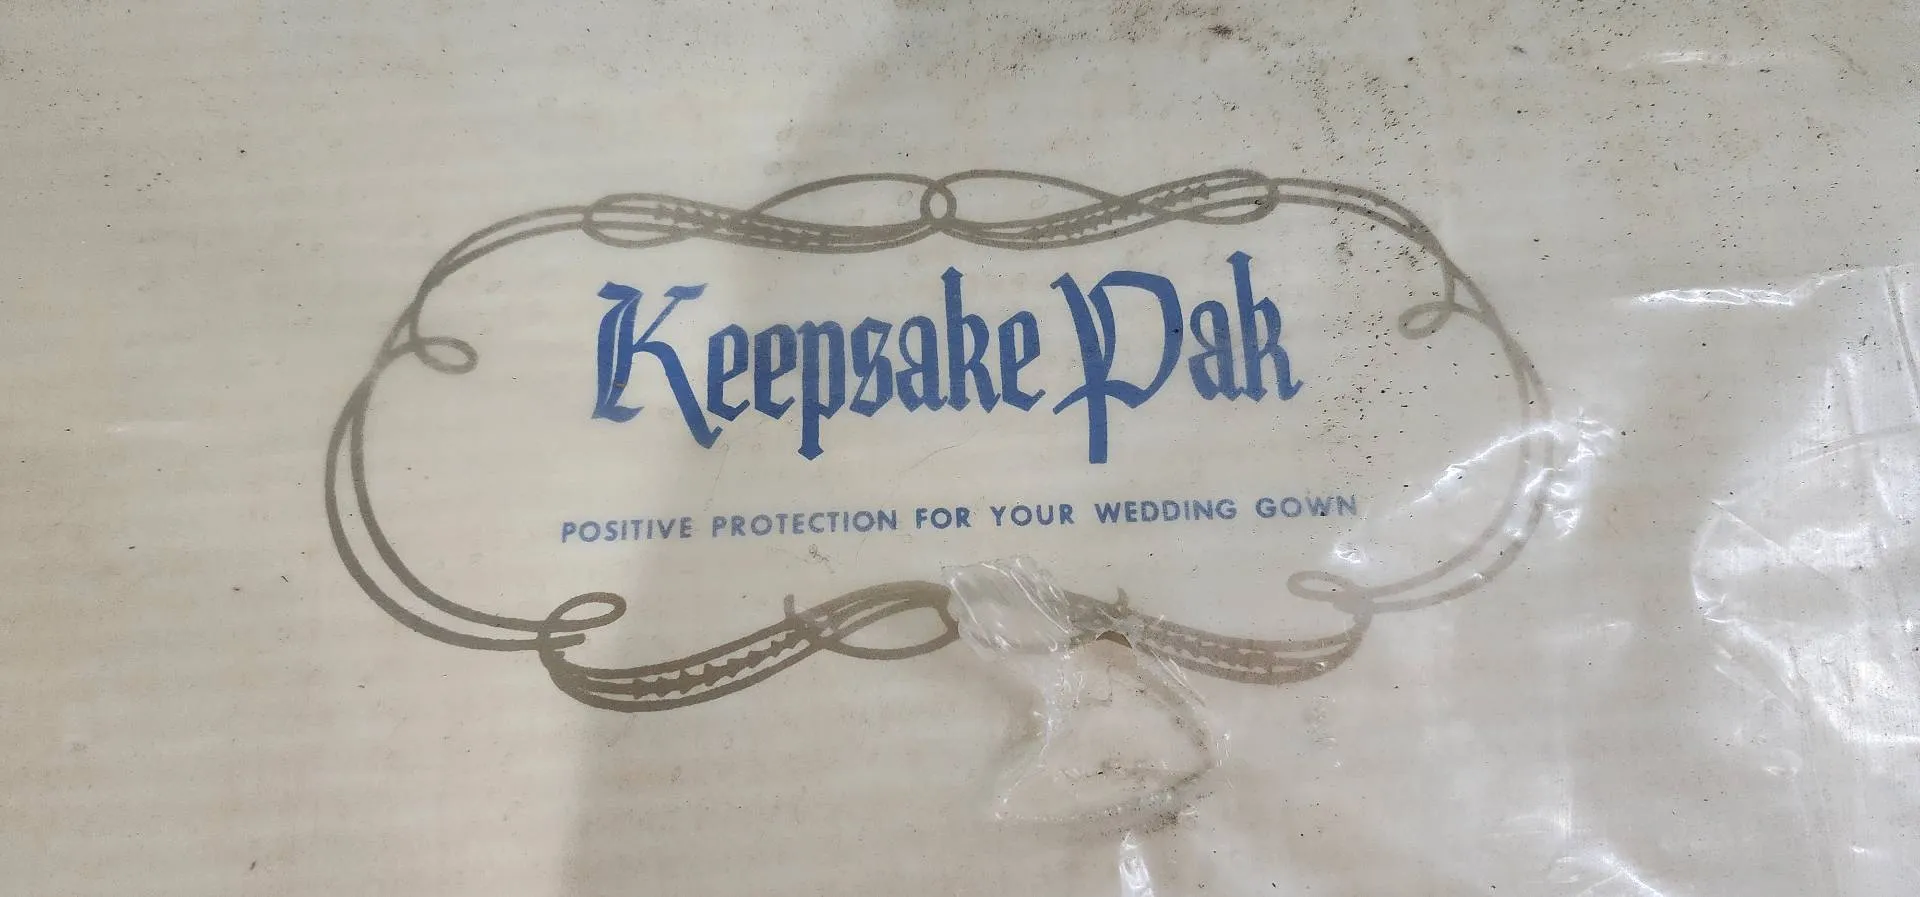 Keepsake Pak
POSITIVE PROTECTION FOR YOUR WEDDING GOWN